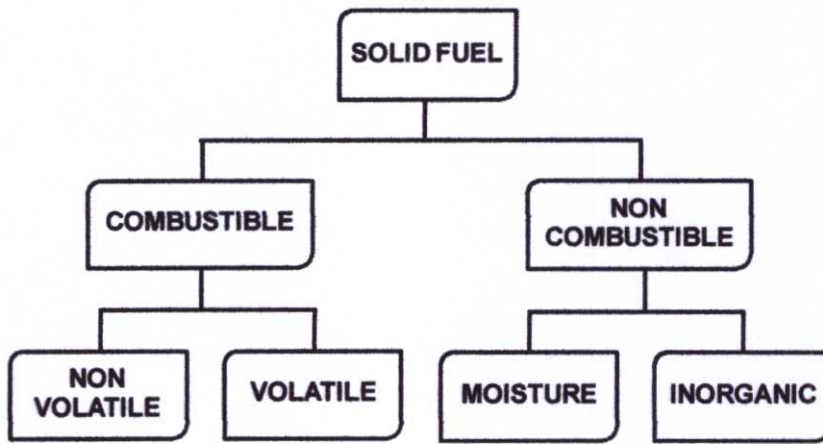 SOLID FUEL
COMBUSTIBLE
NON
COMBUSTIBLE
NON
VOLATILE
VOLATILE
MOISTURE
INORGANIC